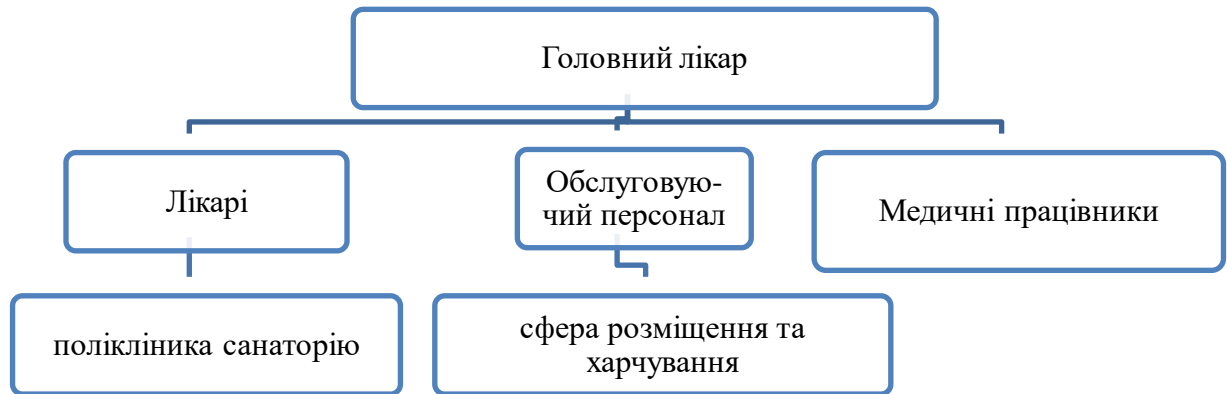 Головний лікар
Лікарі
Обслуговую-
чий персонал
Медичні працівники
поліклініка санаторію
сфера розміщення та
харчування